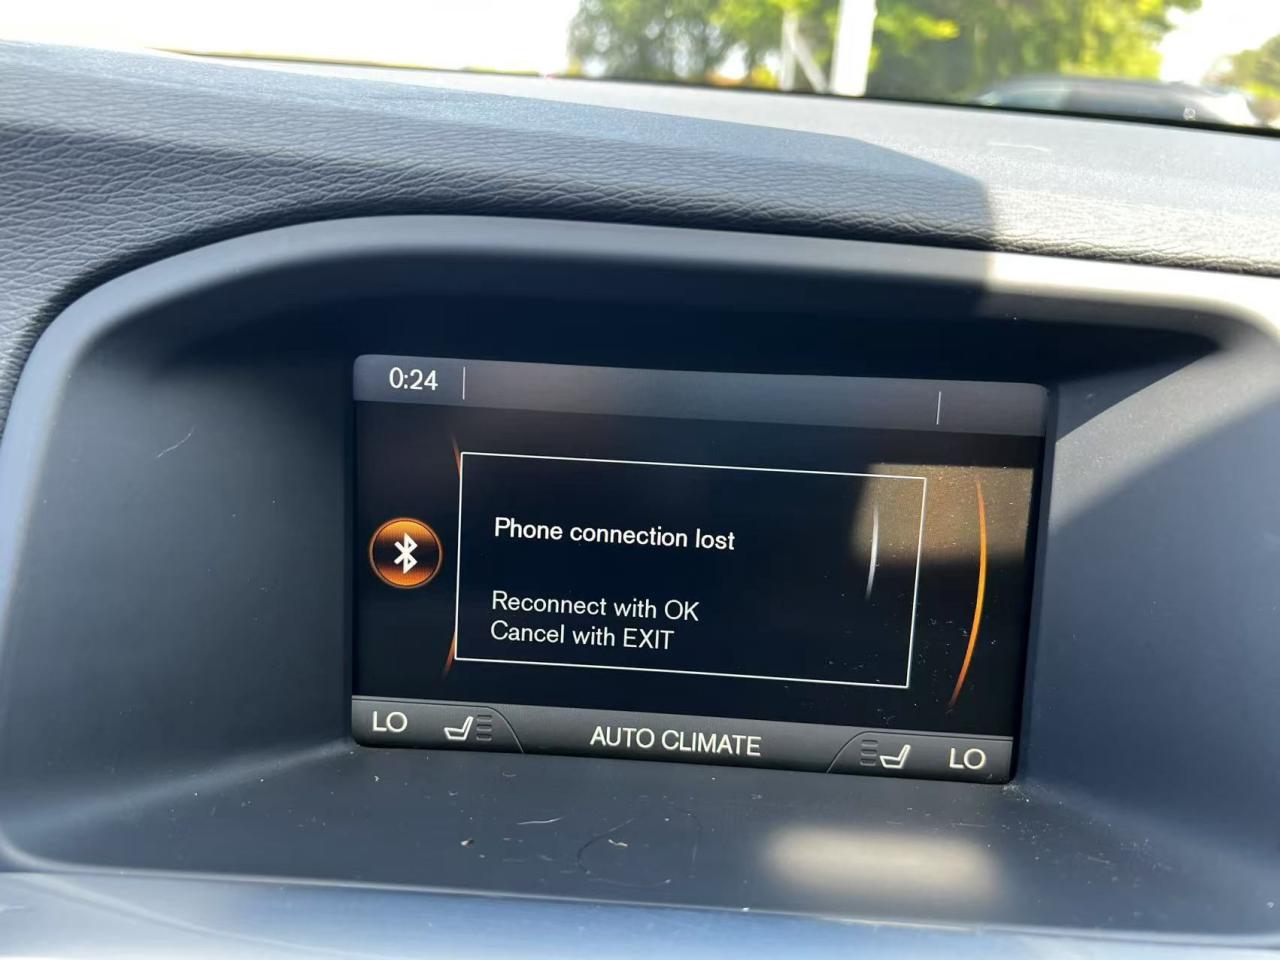 0:24
Phone connection lost
Reconnect with OK
Cancel with EXIT
LO
AUTO CLIMATE
LO